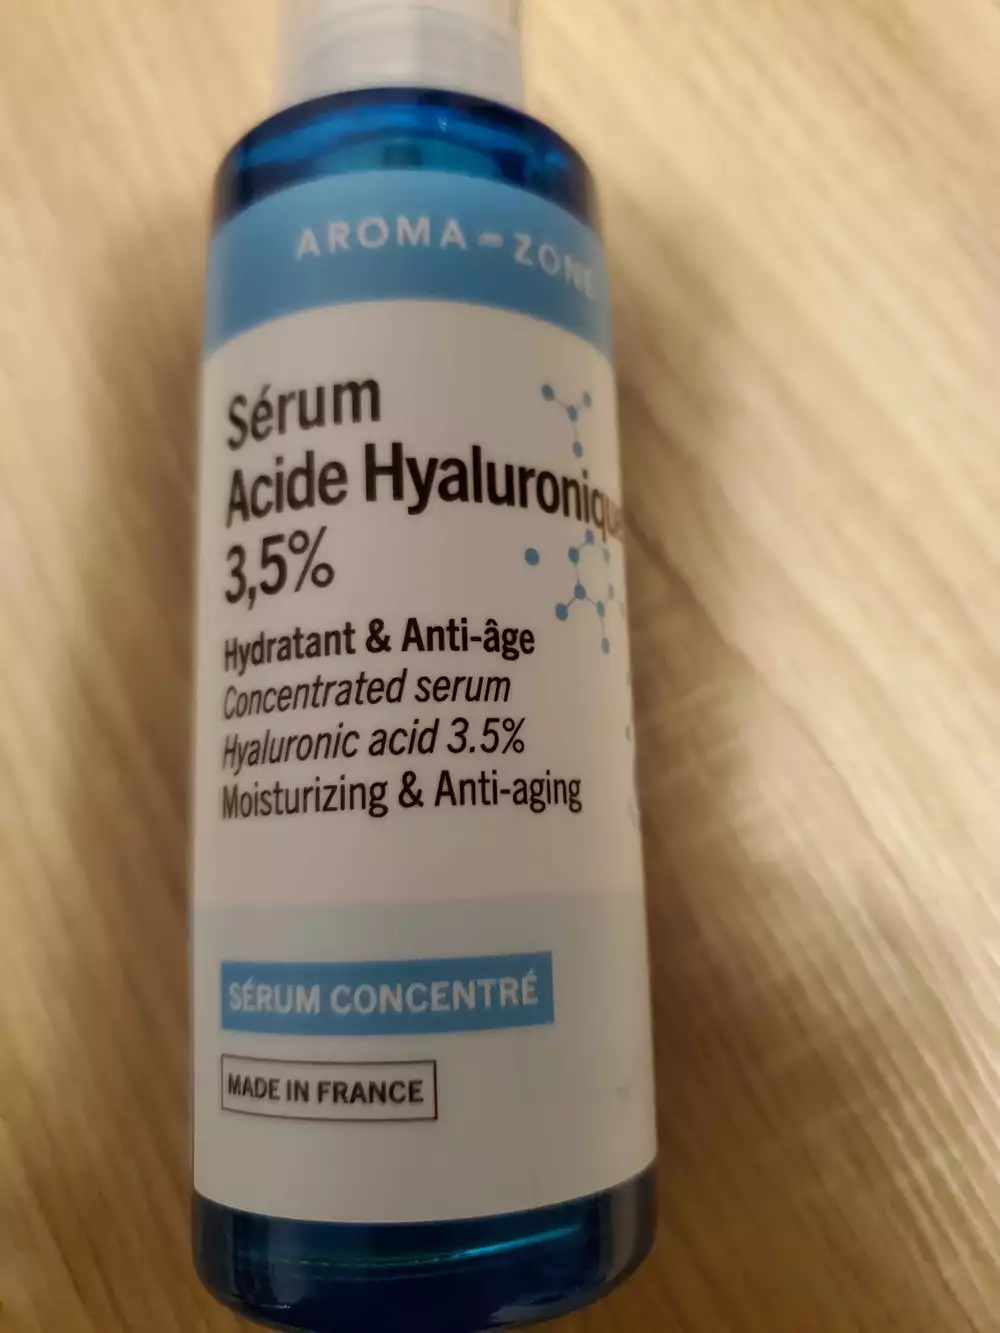 AROMA-ZONE
Sérum
Acide Hyaluronique
3,5%
Hydratant & Anti-âge
Concentrated serum
Hyaluronic acid 3.5%
Moisturizing & Anti-aging
SÉRUM CONCENTRÉ
MADE IN FRANCE